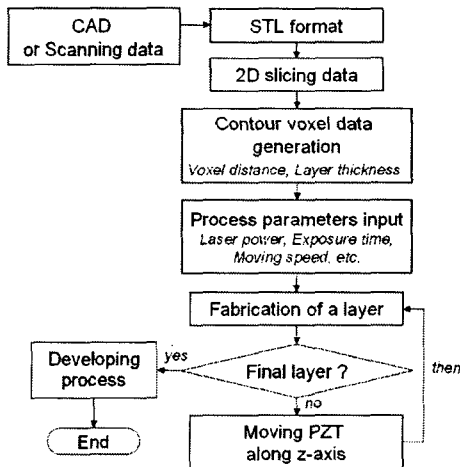 CAD
or Scanning data
STL format
2D slicing data
Contour voxel data
generation
Voxel distance, Layer thickness
Process parameters input
Laser power, Exposure time,
Moving speed, etc.
Fabrication of a layer
Final layer ?
yes
Developing
process
End
no
Moving PZT
along z-axis
then